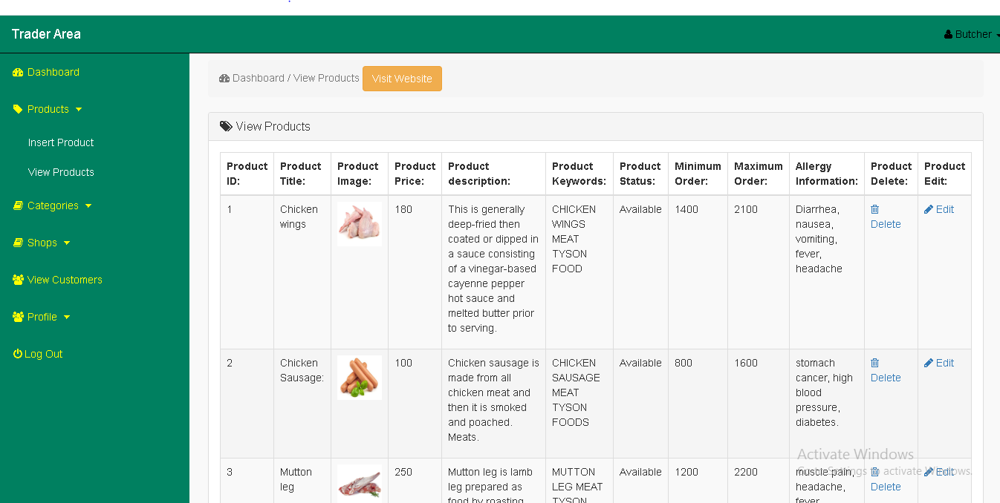 Trader Area
Butcher
Dashboard
Products
Insert Product
View Products
Categories
Shops
View Customers
Profile
Log Out
Dashboard / View Products Visit Website
View Products
Product Product Product Product Product Product Product Minimum Maximum Allergy Product Product
ID: Title: Image: Price: description: Keywords: Status: Order: Order: Information: Delete: Edit:
1 Chicken 180 This is generally CHICKEN Available 1400 2100 Diarrhea, Edit
wings deep-fried then WINGS nausea, Delete
coated or dipped in MEAT vomiting,
a sauce consisting TYSON fever,
of a vinegar-based FOOD headache
cayenne pepper
hot sauce and
melted butter prior
to serving.
2 Chicken 100 Chicken sausage is CHICKEN Available 800 1600 stomach Edit
Sausage: made from all SAUSAGE cancer, high Delete
chicken meat and MEAT blood
then it is smoked TYSON pressure,
and poached. FOODS diabetes.
Meats.
Activate Windows
Go to Settings to activate Windows.
3 Mutton 250 Mutton leg is lamb MUTTON Available 1200 2200 muscle pain, Edit
leg leg prepared as LEG MEAT headache, Delete
food by roasting TYSON fever